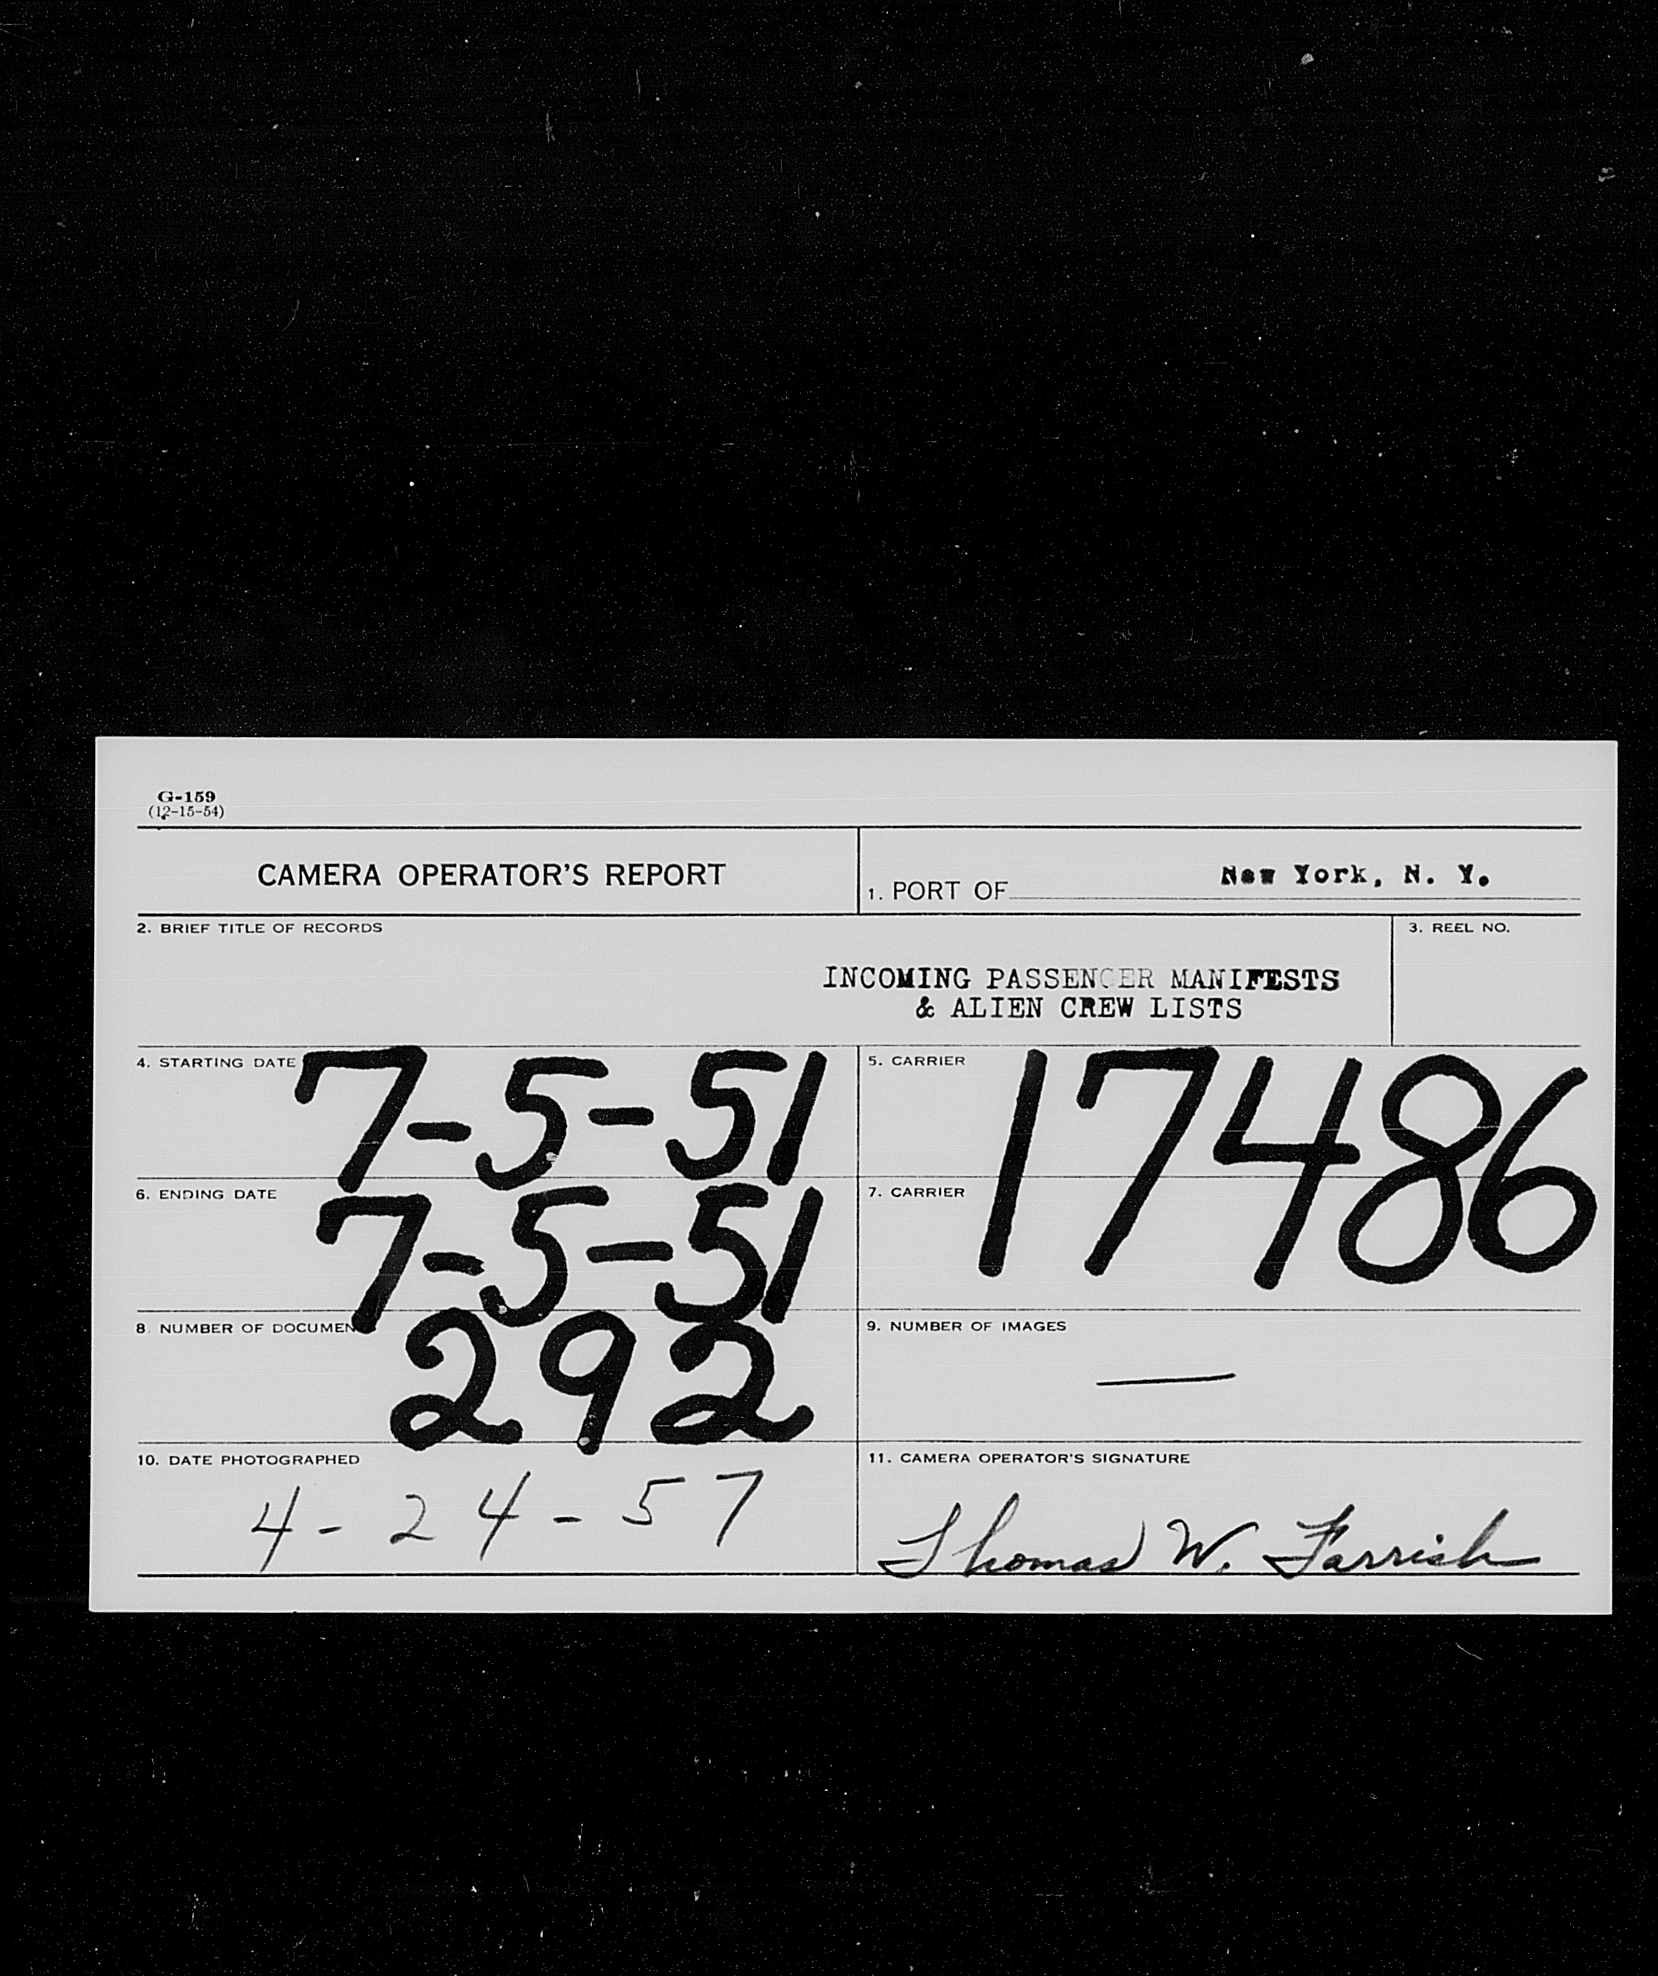 G-159
(12-15-54)
CAMERA OPERATOR'S REPORT
1. PORT OF New York, N. Y.
2. BRIEF TITLE OF RECORDS
INCOMING PASSENGER MANIFESTS
& ALIEN CREW LISTS
3. REEL NO.
4. STARTING DATE 7-5-51
5. CARRIER 17486
6. ENDING DATE 7-5-51
7. CARRIER
8. NUMBER OF DOCUMEN 292
9. NUMBER OF IMAGES —
10. DATE PHOTOGRAPHED
4-24-57
11. CAMERA OPERATOR'S SIGNATURE
Thomas W. Farrish